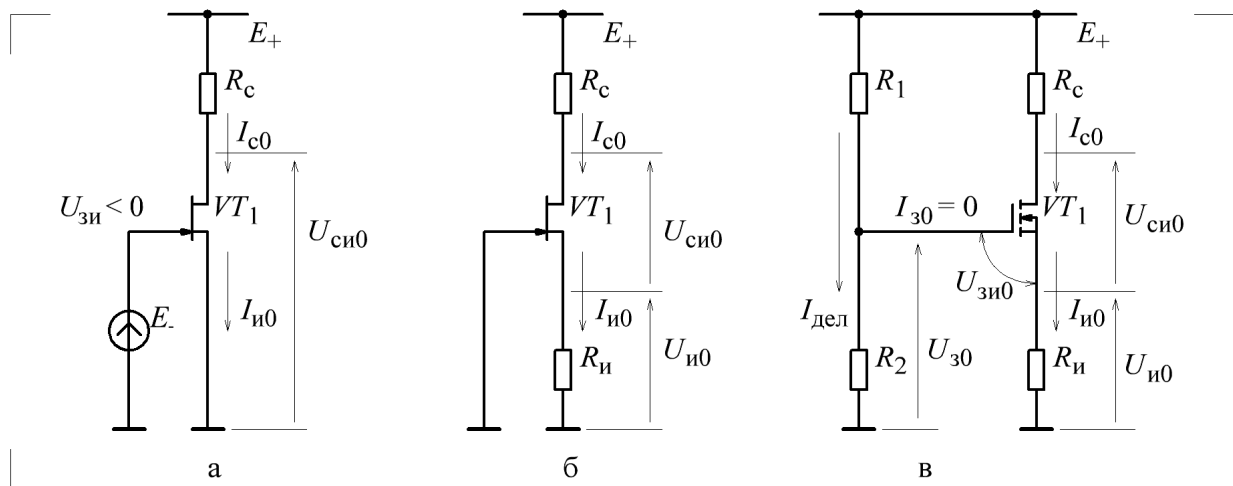 E+
Rс
Iс0
Uзи < 0
VT1
Uси0
E-
Iи0
а
E+
Rс
Iс0
VT1
Uси0
Iи0
Rи
Uи0
б
E+
R1
Rс
Iс0
Iз0 = 0
VT1
Uси0
Uзи0
Iдел
Iи0
R2
Uз0
Rи
Uи0
в